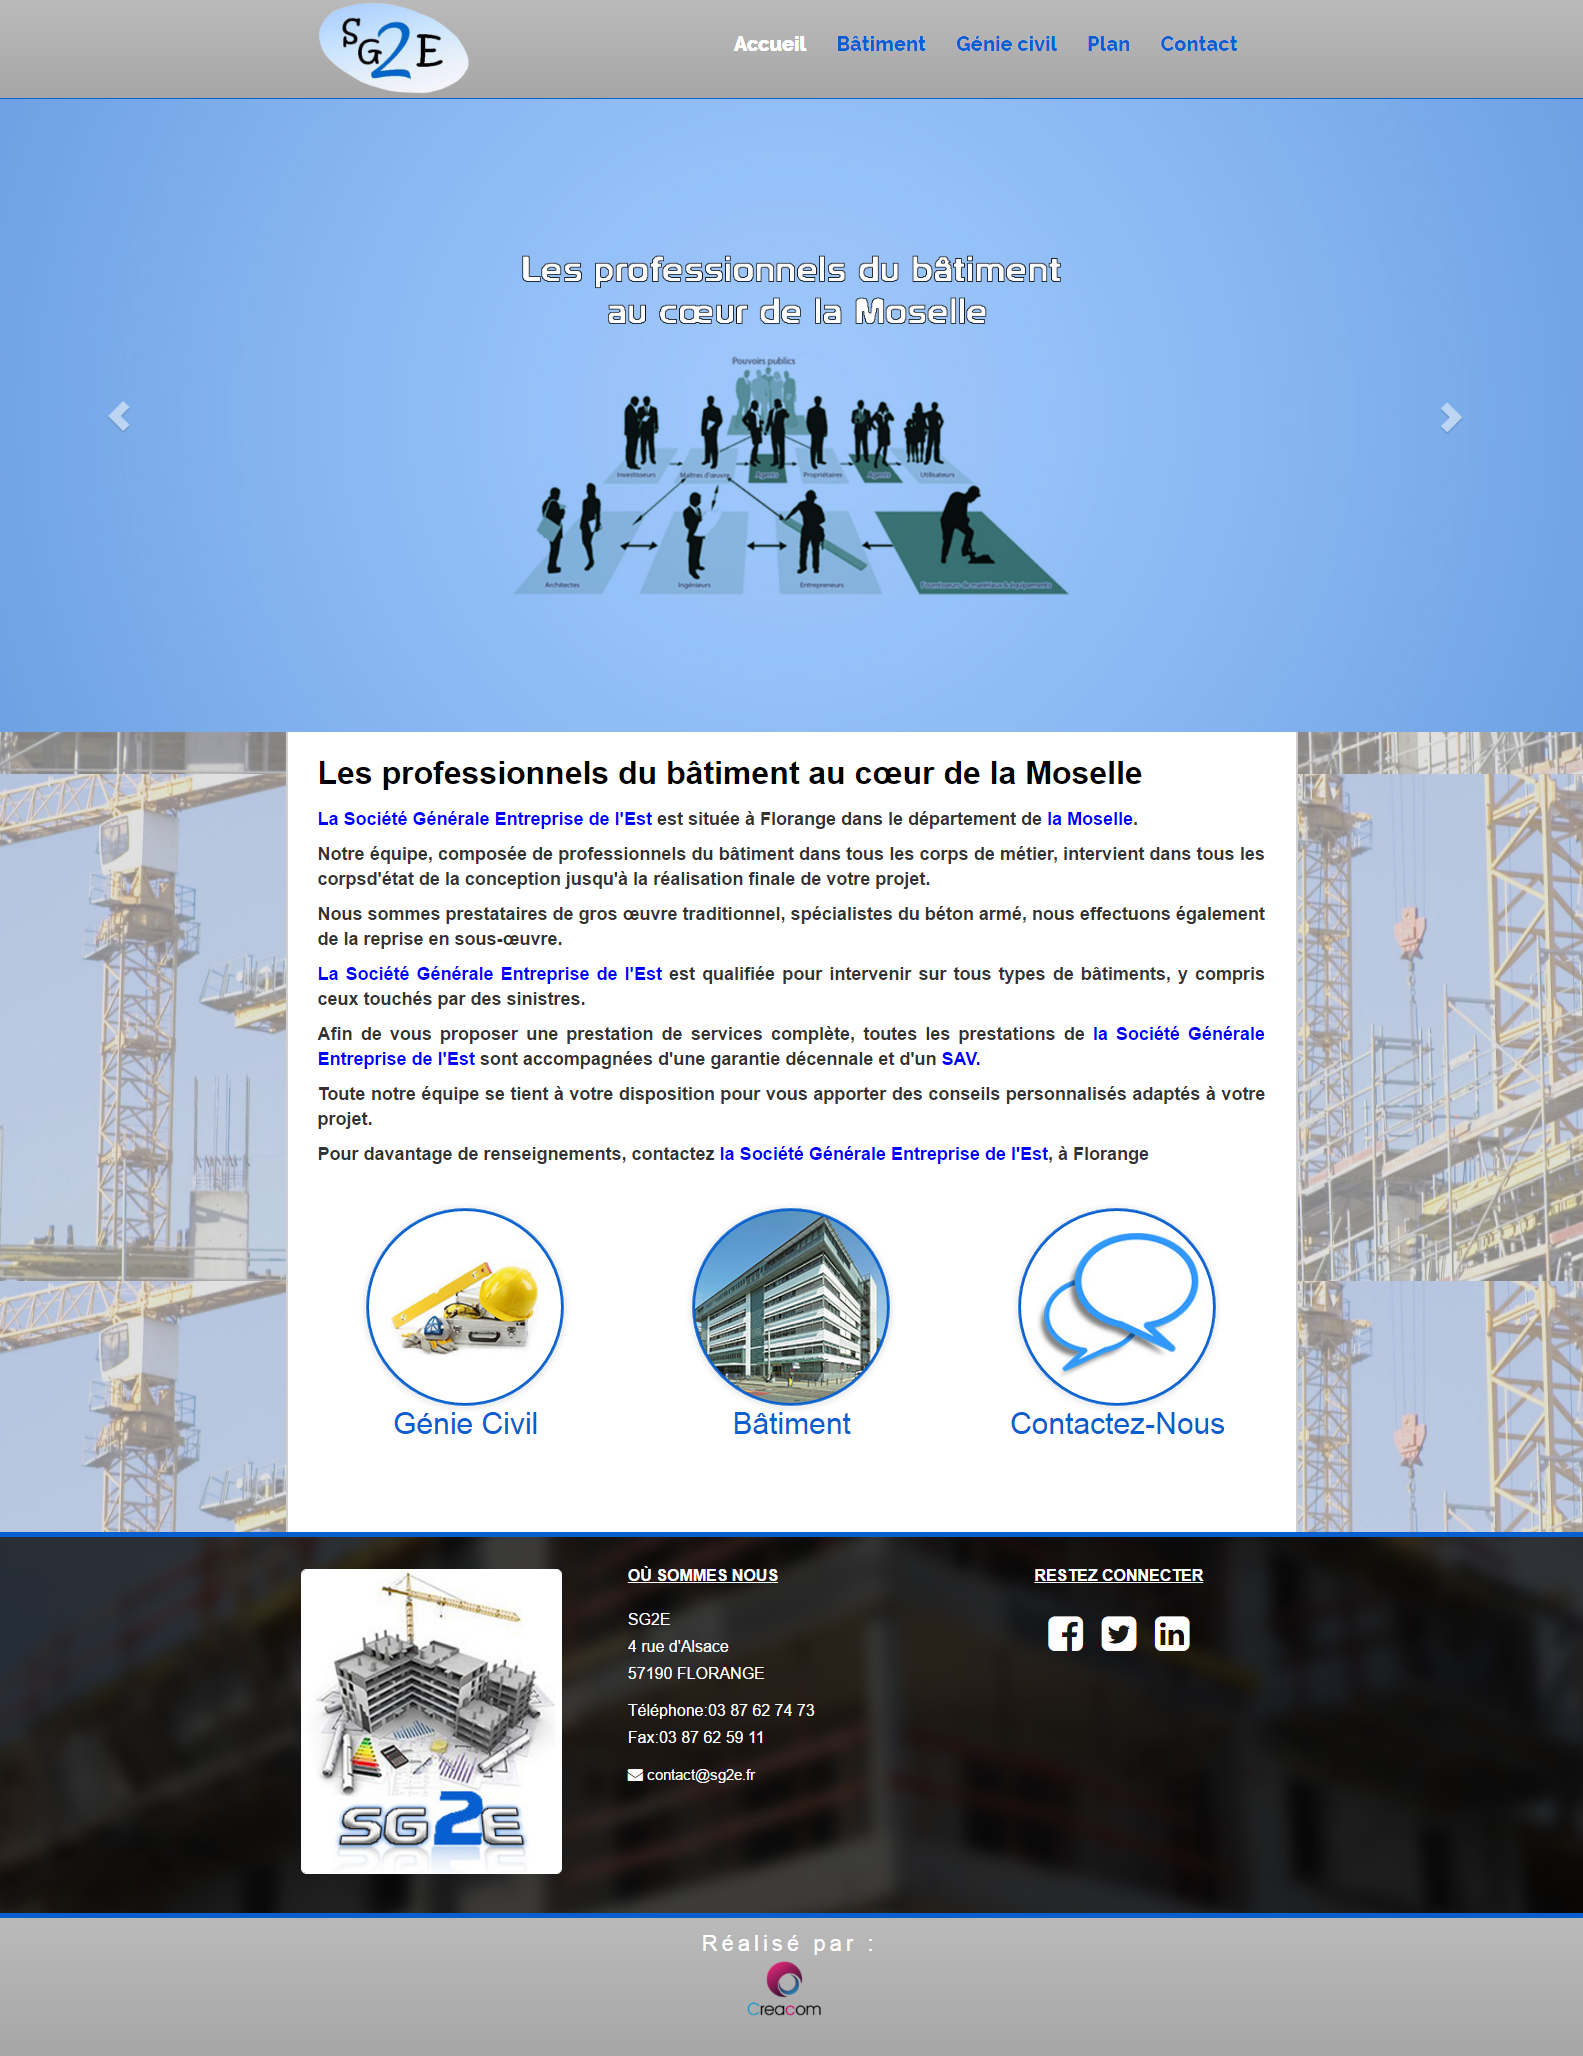 SG2E
Accueil Bâtiment Génie civil Plan Contact
Les professionnels du bâtiment
au cœur de la Moselle
Pouvoirs publics
Investisseurs Maîtres d'œuvre Agents Propriétaires Agents Utilisateurs
Architectes Ingénieurs Entrepreneurs Fournisseurs de matériaux & équipements
Les professionnels du bâtiment au cœur de la Moselle
La Société Générale Entreprise de l'Est est située à Florange dans le département de la Moselle.
Notre équipe, composée de professionnels du bâtiment dans tous les corps de métier, intervient dans tous les
corpsd'état de la conception jusqu'à la réalisation finale de votre projet.
Nous sommes prestataires de gros œuvre traditionnel, spécialistes du béton armé, nous effectuons également
de la reprise en sous-œuvre.
La Société Générale Entreprise de l'Est est qualifiée pour intervenir sur tous types de bâtiments, y compris
ceux touchés par des sinistres.
Afin de vous proposer une prestation de services complète, toutes les prestations de la Société Générale
Entreprise de l'Est sont accompagnées d'une garantie décennale et d'un SAV.
Toute notre équipe se tient à votre disposition pour vous apporter des conseils personnalisés adaptés à votre
projet.
Pour davantage de renseignements, contactez la Société Générale Entreprise de l'Est, à Florange
Génie Civil Bâtiment Contactez-Nous
SG2E
OÙ SOMMES NOUS
SG2E
4 rue d'Alsace
57190 FLORANGE
Téléphone:03 87 62 74 73
Fax:03 87 62 59 11
contact@sg2e.fr
RESTEZ CONNECTER
Réalisé par :
Creacom